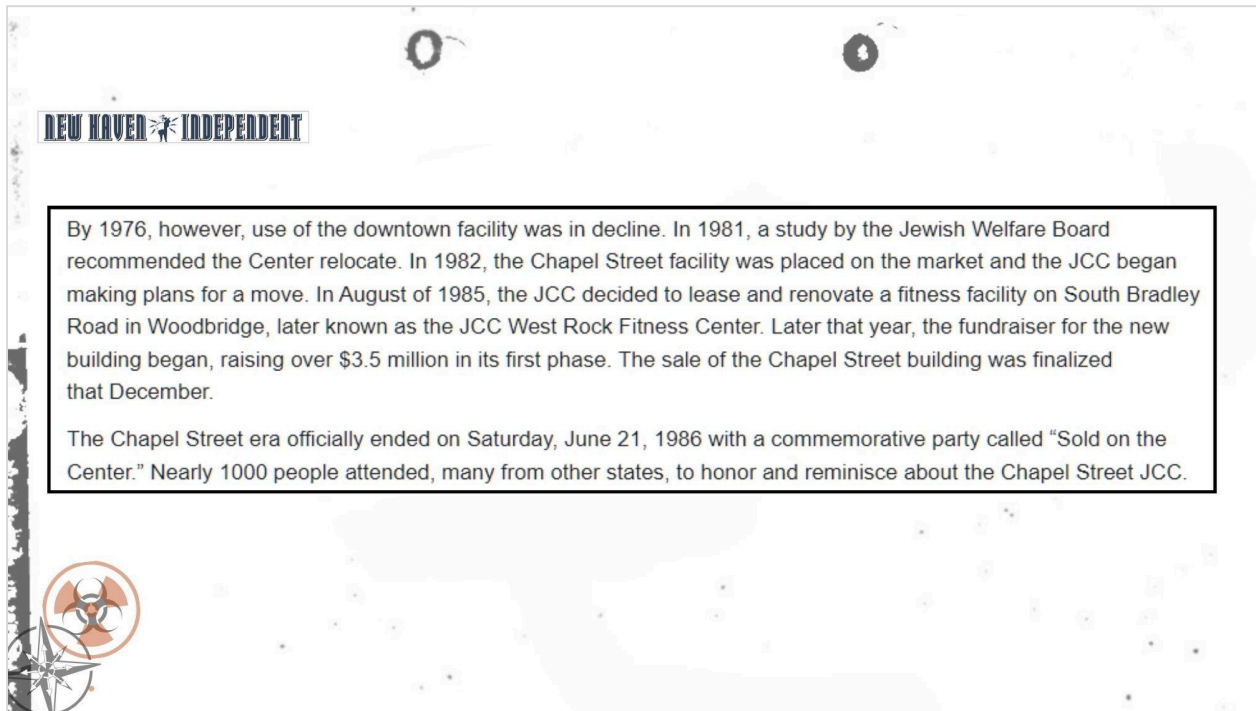 NEW HAVEN INDEPENDENT
By 1976, however, use of the downtown facility was in decline. In 1981, a study by the Jewish Welfare Board
recommended the Center relocate. In 1982, the Chapel Street facility was placed on the market and the JCC began
making plans for a move. In August of 1985, the JCC decided to lease and renovate a fitness facility on South Bradley
Road in Woodbridge, later known as the JCC West Rock Fitness Center. Later that year, the fundraiser for the new
building began, raising over $3.5 million in its first phase. The sale of the Chapel Street building was finalized
that December.
The Chapel Street era officially ended on Saturday, June 21, 1986 with a commemorative party called “Sold on the
Center.” Nearly 1000 people attended, many from other states, to honor and reminisce about the Chapel Street JCC.